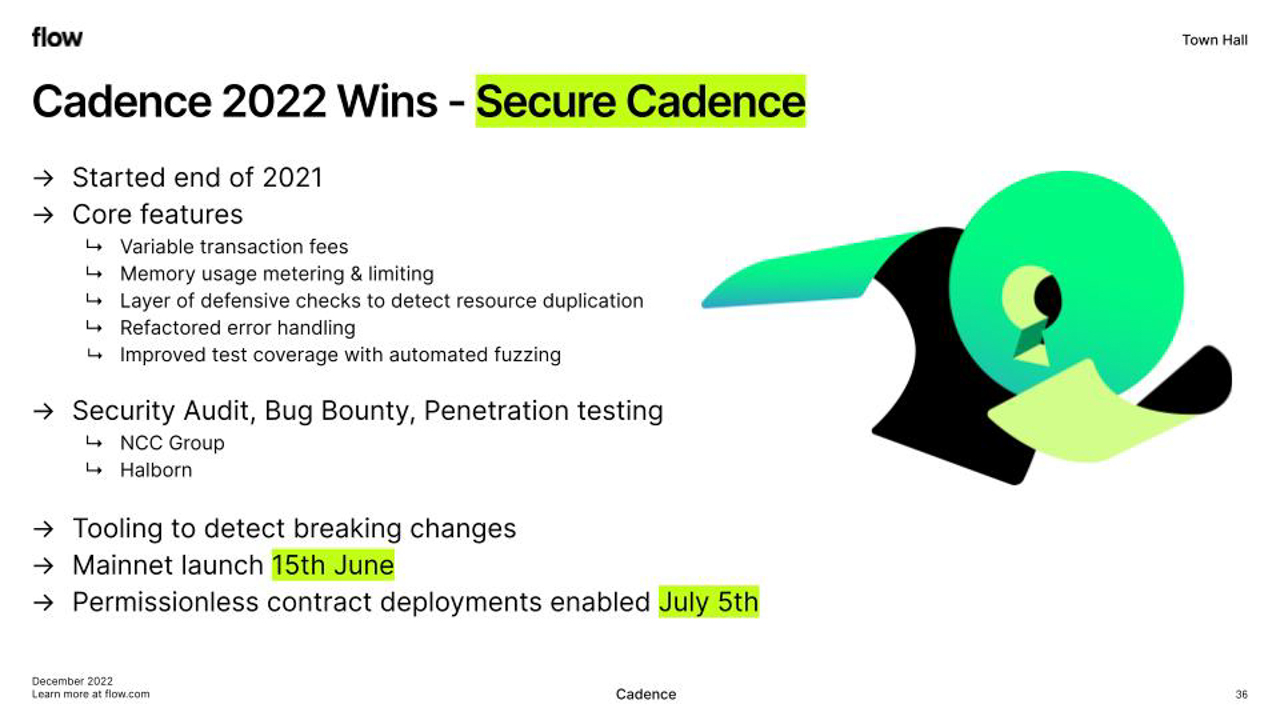 flow
Town Hall
Cadence 2022 Wins - Secure Cadence
→ Started end of 2021
→ Core features
↳ Variable transaction fees
↳ Memory usage metering & limiting
↳ Layer of defensive checks to detect resource duplication
↳ Refactored error handling
↳ Improved test coverage with automated fuzzing
→ Security Audit, Bug Bounty, Penetration testing
↳ NCC Group
↳ Halborn
→ Tooling to detect breaking changes
→ Mainnet launch 15th June
→ Permissionless contract deployments enabled July 5th
December 2022
Learn more at flow.com
Cadence
36